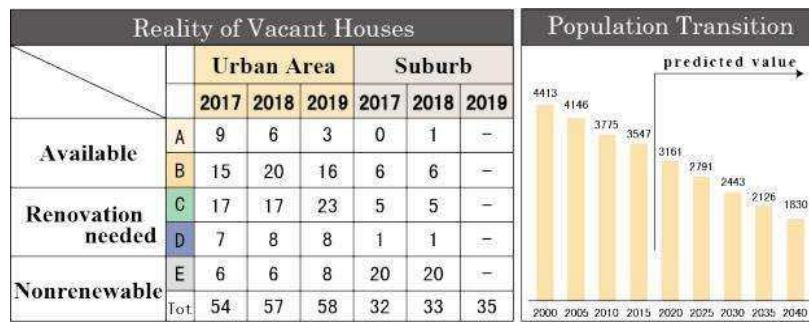 Reality of Vacant Houses
Urban Area Suburb
2017 2018 2019 2017 2018 2019
Available
A 9 6 3 0 1 –
B 15 20 16 6 6 –
Renovation needed
C 17 17 23 5 5 –
D 7 8 8 1 1 –
Nonrenewable
E 6 6 8 20 20 –
Tot 54 57 58 32 33 35
Population Transition
predicted value
4413 4146 3775 3547 3161 2791 2443 2126 1830
2000 2005 2010 2015 2020 2025 2030 2035 2040